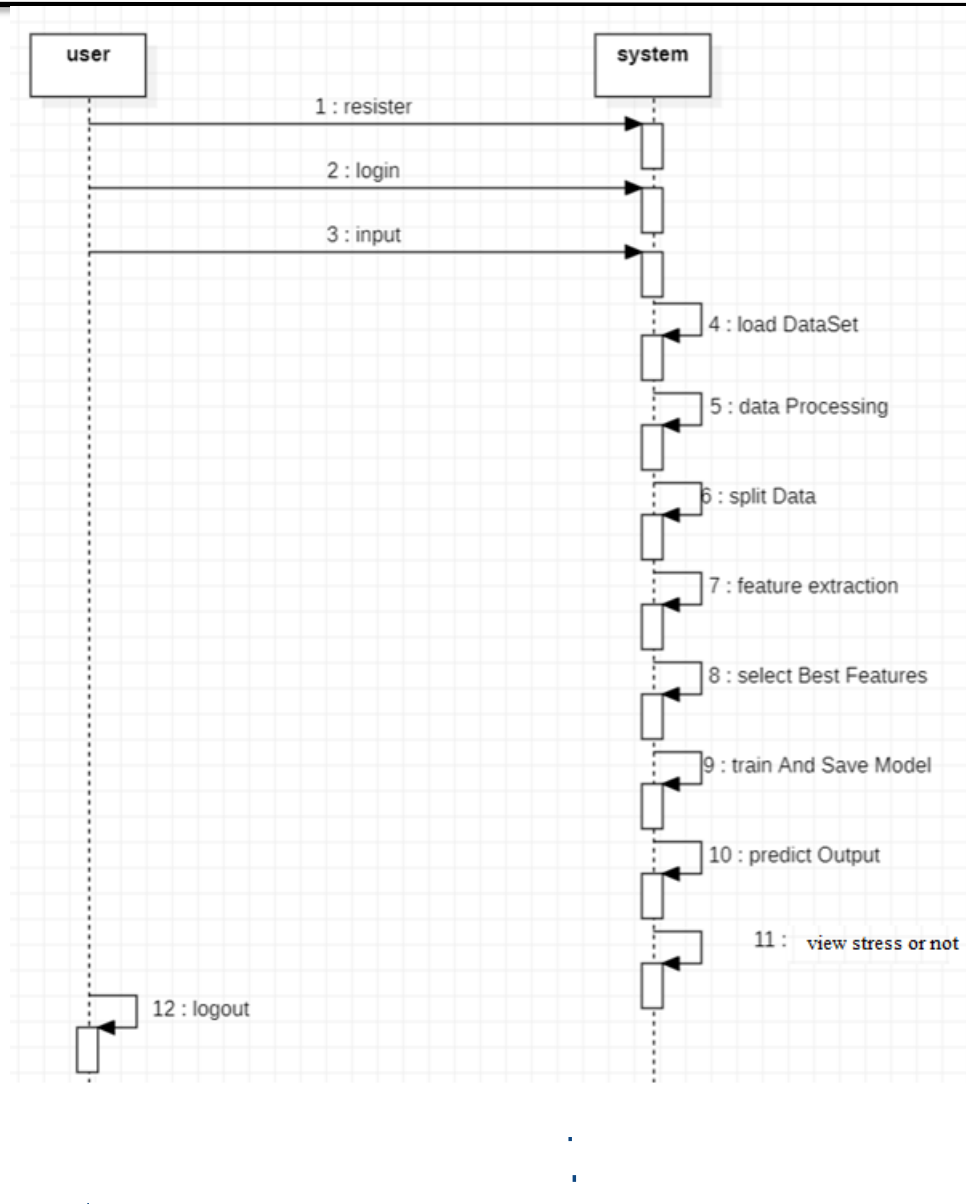 user
system
1 : resister
2 : login
3 : input
4 : load DataSet
5 : data Processing
6 : split Data
7 : feature extraction
8 : select Best Features
9 : train And Save Model
10 : predict Output
11 : view stress or not
12 : logout